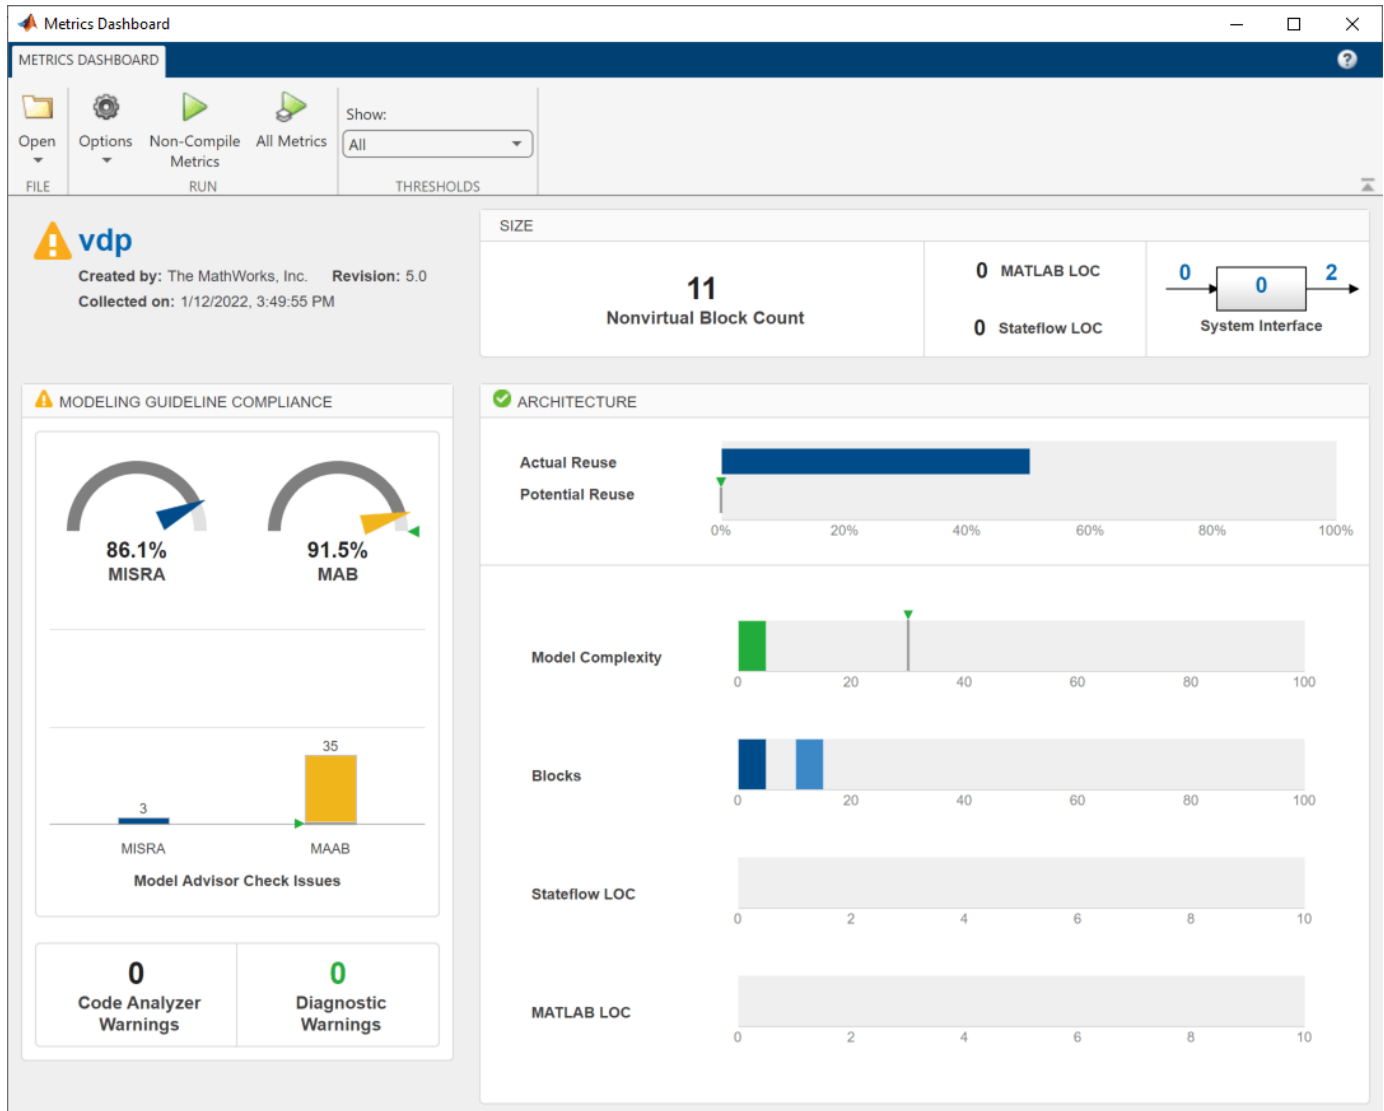 Metrics Dashboard
METRICS DASHBOARD
?
Open
Options
Non-Compile
Metrics
All Metrics
Show:
All
FILE
RUN
THRESHOLDS
vdp
Created by: The MathWorks, Inc. Revision: 5.0
Collected on: 1/12/2022, 3:49:55 PM
SIZE
11
Nonvirtual Block Count
0 MATLAB LOC
0 Stateflow LOC
0 0 2
System Interface
MODELING GUIDELINE COMPLIANCE
86.1%
MISRA
91.5%
MAB
3
35
MISRA
MAAB
Model Advisor Check Issues
0
Code Analyzer
Warnings
0
Diagnostic
Warnings
ARCHITECTURE
Actual Reuse
Potential Reuse
0% 20% 40% 60% 80% 100%
Model Complexity
0 20 40 60 80 100
Blocks
0 20 40 60 80 100
Stateflow LOC
0 2 4 6 8 10
MATLAB LOC
0 2 4 6 8 10